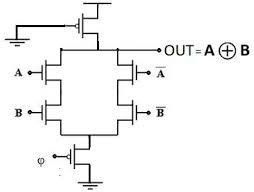 OUT = A ⊕ B
A
A̅
B
B̅
φ